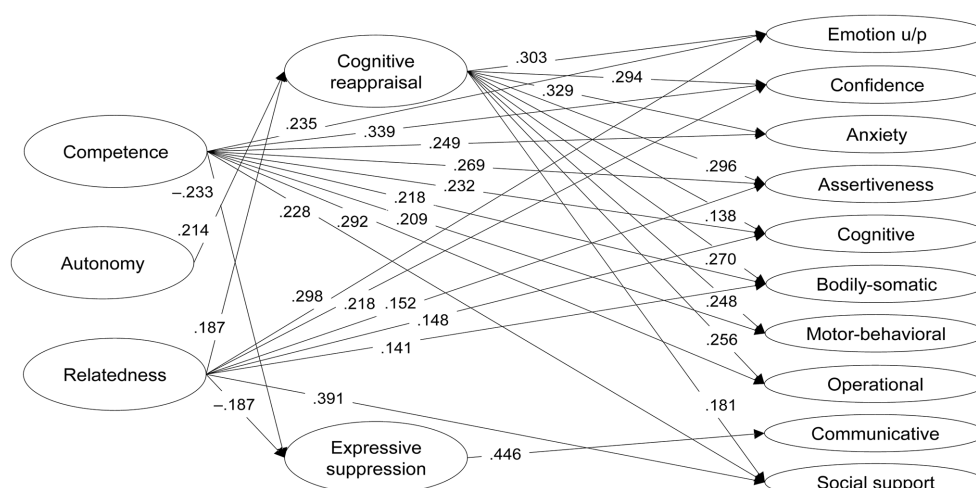 Emotion u/p
Cognitive
reappraisal
.303
.294
Confidence
.329
.235
.339
Anxiety
.249
Competence
.269
.296
Assertiveness
.232
–.233
.218
.228
.292
.209
.138
.214
Cognitive
Autonomy
.270
Bodily-somatic
.298
.218
.152
.248
.148
.187
Motor-behavioral
.256
.141
Relatedness
Operational
.391
–.187
.181
Communicative
Expressive
suppression
.446
Social support